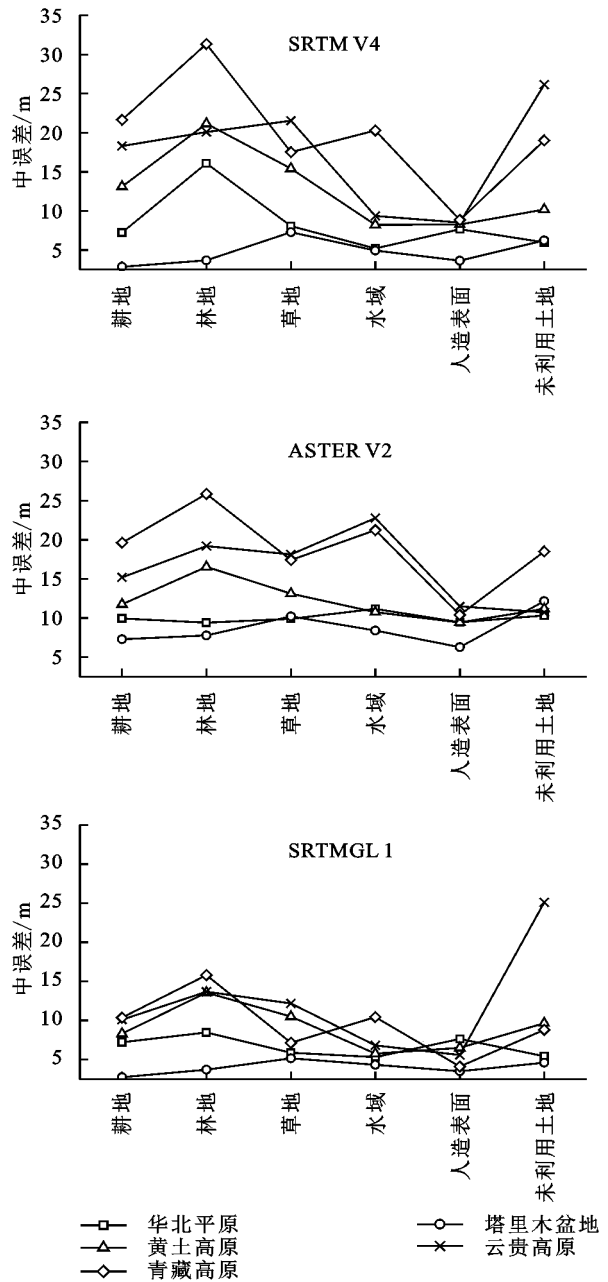 SRTM V4
中误差/m
35
30
25
20
15
10
5
耕地
林地
草地
水域
人造表面
未利用土地
ASTER V2
中误差/m
35
30
25
20
15
10
5
耕地
林地
草地
水域
人造表面
未利用土地
SRTMGL 1
中误差/m
35
30
25
20
15
10
5
耕地
林地
草地
水域
人造表面
未利用土地
华北平原
黄土高原
青藏高原
塔里木盆地
云贵高原